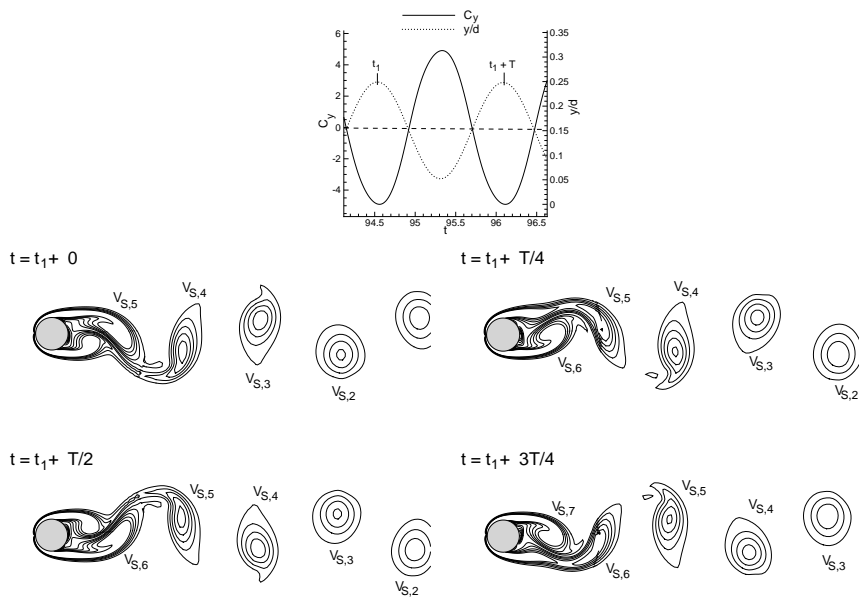 C_y
y/d
6
4
2
0
-2
-4
C_y
t_1
t_1 + T
0.35
0.3
0.25
0.2
0.15
0.1
0.05
0
y/d
94.5 95 95.5 96 96.5
t
t = t_1 + 0
V_S,5 V_S,4
V_S,3
V_S,2
t = t_1 + T/4
V_S,5 V_S,4
V_S,6
V_S,3
V_S,2
t = t_1 + T/2
V_S,5 V_S,4
V_S,6
V_S,3
V_S,2
t = t_1 + 3T/4
V_S,7
V_S,5
V_S,4
V_S,6
V_S,3